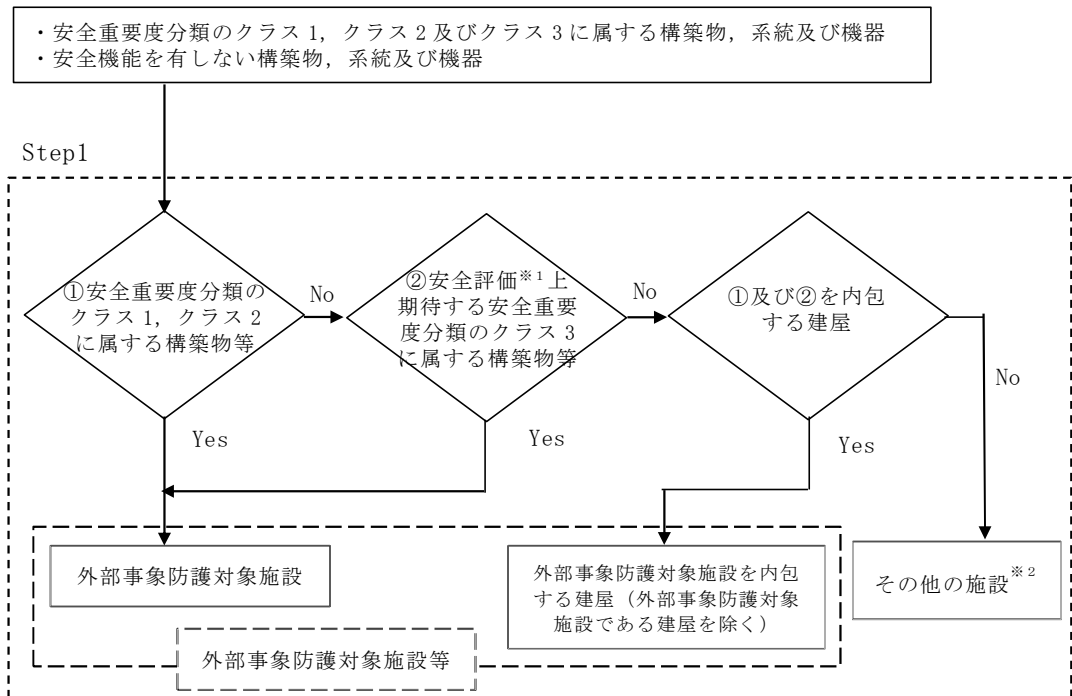 ・安全重要度分類のクラス 1，クラス 2 及びクラス 3 に属する構築物，系統及び機器
・安全機能を有しない構築物，系統及び機器
Step1
①安全重要度分類の
クラス 1，クラス 2
に属する構築物等
No
②安全評価※1上
期待する安全重要
度分類のクラス 3
に属する構築物等
No
①及び②を内包
する建屋
No
Yes
Yes
Yes
外部事象防護対象施設
外部事象防護対象施設を内包
する建屋（外部事象防護対象
施設である建屋を除く）
その他の施設※2
外部事象防護対象施設等